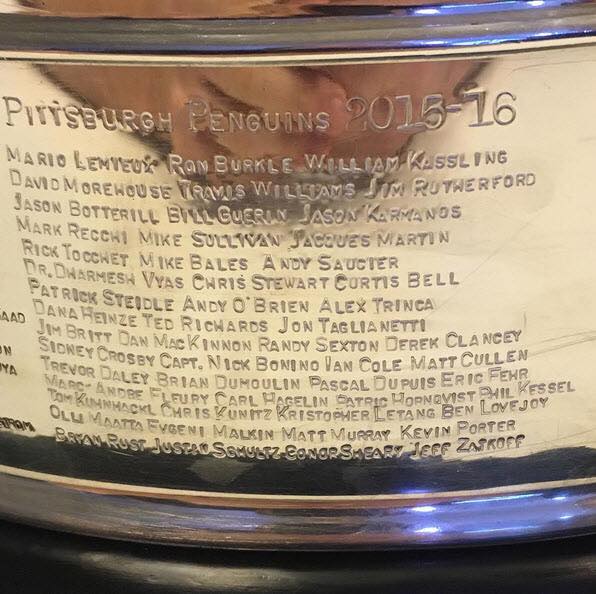 Pittsburgh Penguins 2015-16
Mario Lemieux Ron Burkle William Kassling
David Morehouse Travis Williams Jim Rutherford
Jason Botterill Bill Guerin Jason Karmanos
Mark Recchi Mike Sullivan Jacques Martin
Rick Tocchet Mike Bales Andy Saucier
Dr. Dharmesh Vyas Chris Stewart Curtis Bell
Patrick Steidle Andy O'Brien Alex Trinca
AAD Dana Heinze Ted Richards Jon Taglianetti
Jim Britt Dan MacKinnon Randy Sexton Derek Clancey
ON Sidney Crosby Capt. Nick Bonino Ian Cole Matt Cullen
YA Trevor Daley Brian Dumoulin Pascal Dupuis Eric Fehr
Marc-Andre Fleury Carl Hagelin Patric Hornqvist Phil Kessel
Tom Kuhnhackl Chris Kunitz Kristopher Letang Ben Lovejoy
Olli Maatta Evgeni Malkin Matt Murray Kevin Porter
Bryan Rust Justin Schultz Conor Sheary Jeff Zatkoff